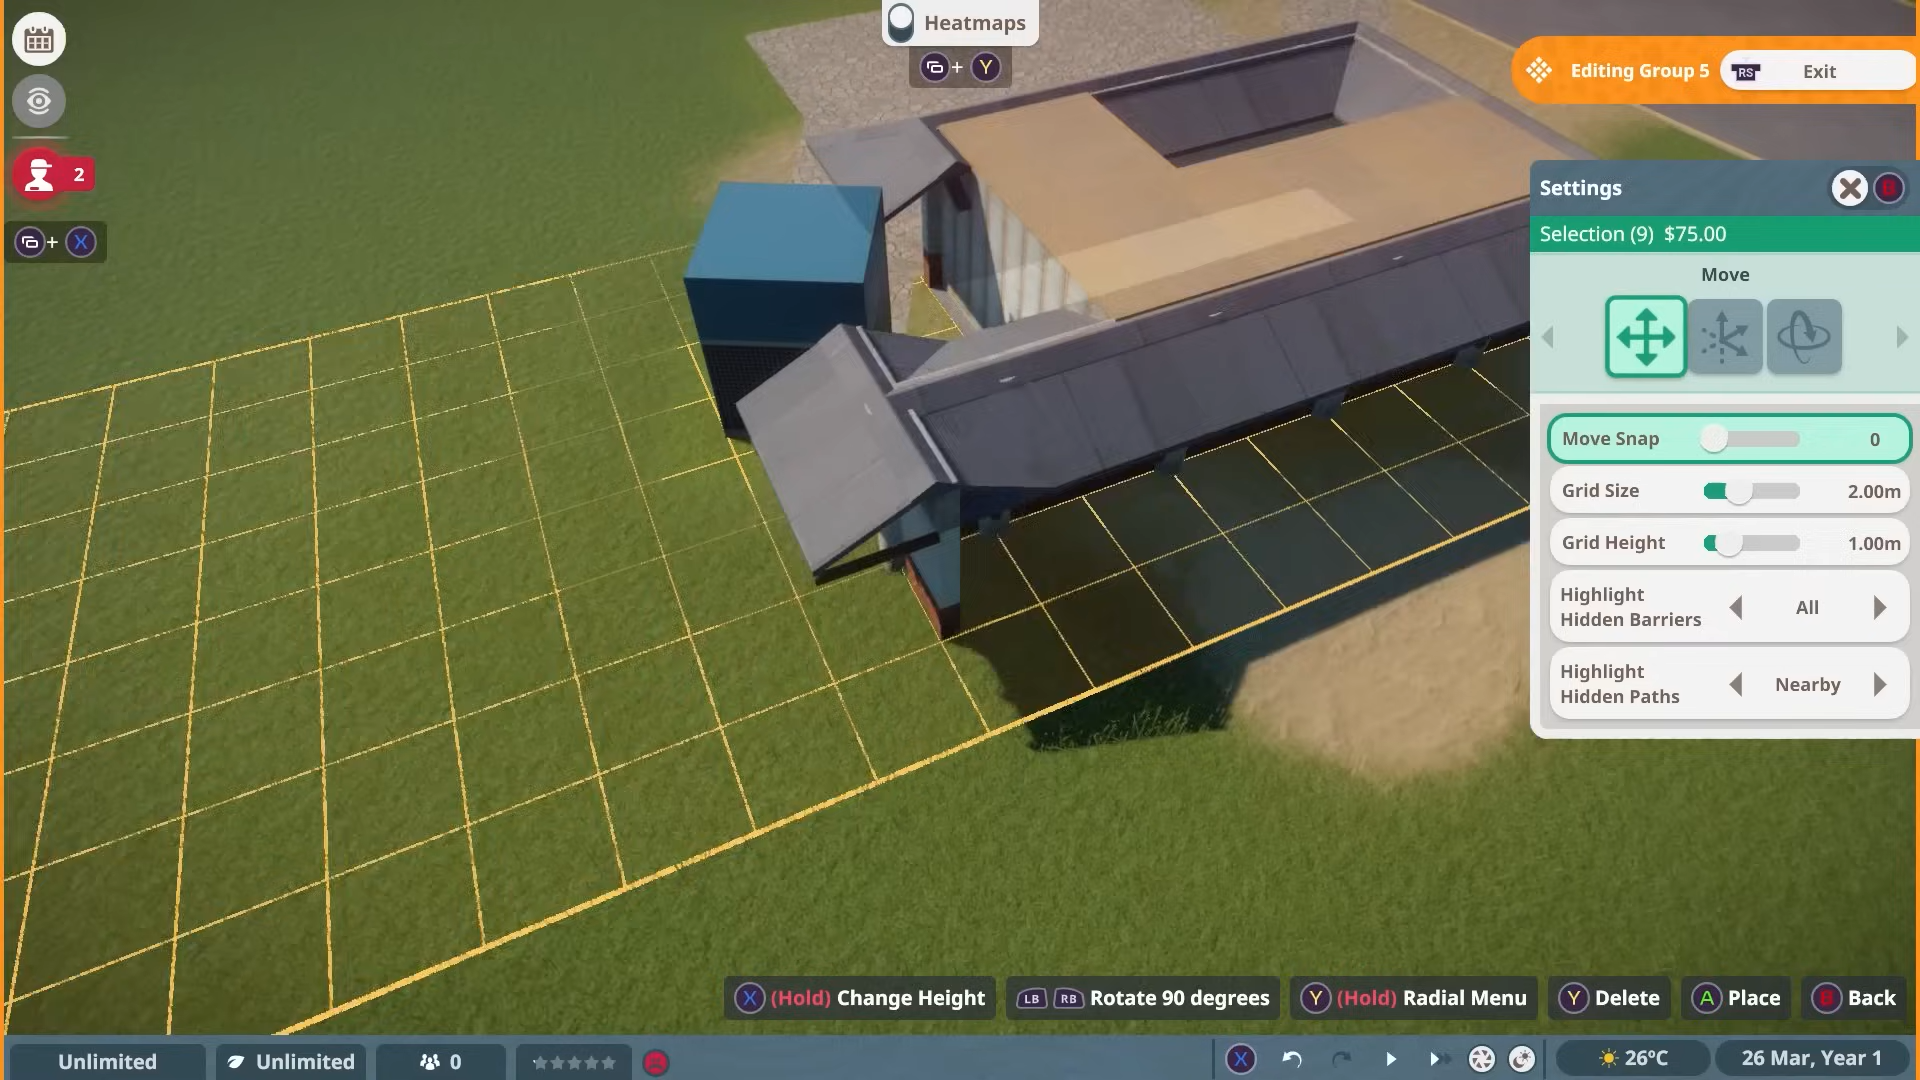 Heatmaps
+ Y
Editing Group 5
RS Exit
2
+ X
Settings
B
Selection (9) $75.00
Move
Move Snap 0
Grid Size 2.00m
Grid Height 1.00m
Highlight
Hidden Barriers
All
Highlight
Hidden Paths
Nearby
X (Hold) Change Height
LB RB Rotate 90 degrees
Y (Hold) Radial Menu
Y Delete
A Place
B Back
Unlimited
Unlimited
0
X
26°C
26 Mar, Year 1